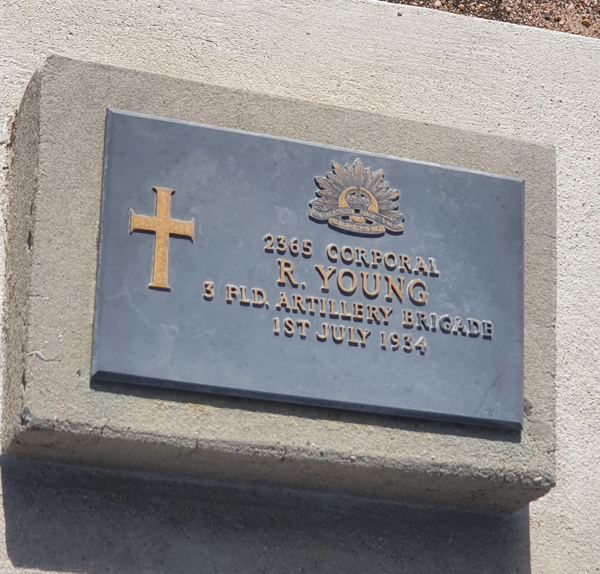 2365 CORPORAL
R. YOUNG
3 FLD. ARTILLERY BRIGADE
1ST JULY 1934